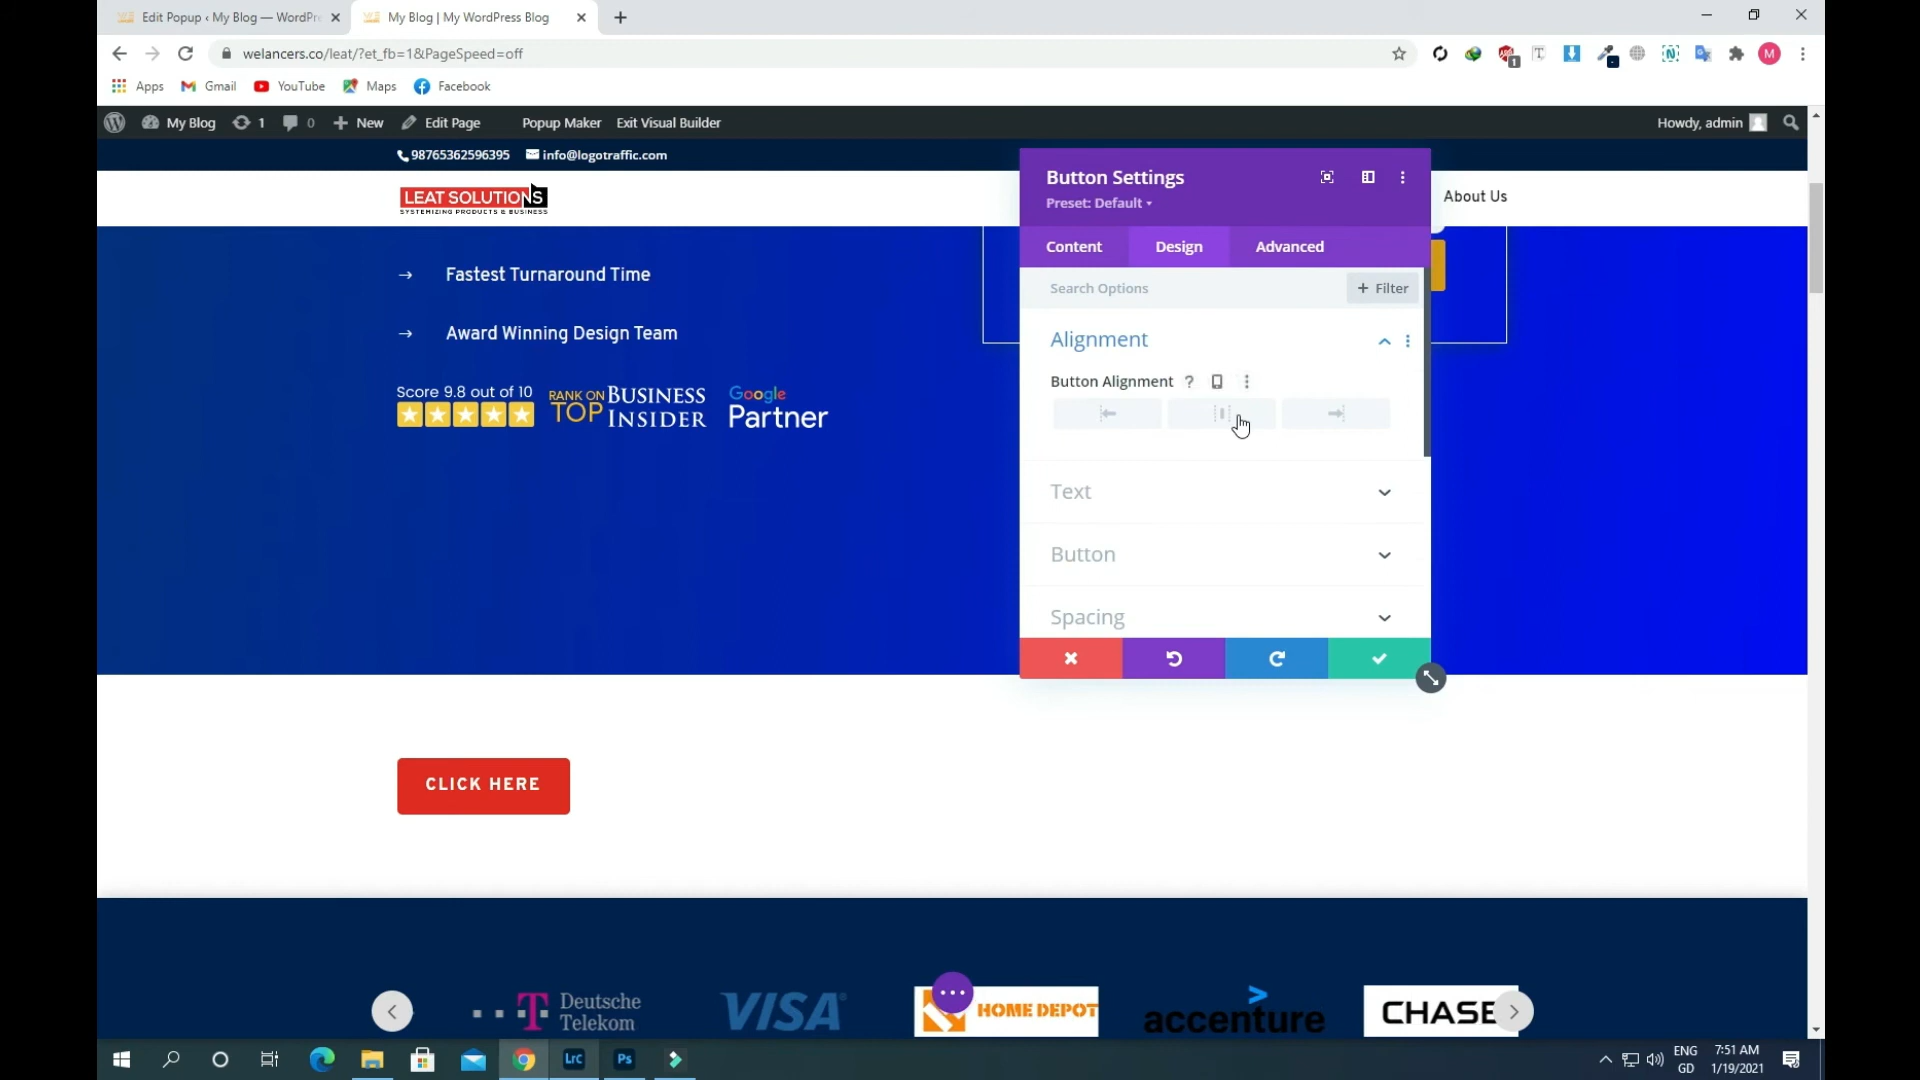 Edit Popup ‹ My Blog — WordPr
My Blog | My WordPress Blog
welancers.co/leat/?et_fb=1&PageSpeed=off
1
M
Apps
Gmail
YouTube
Maps
Facebook
My Blog
1
0
New
Edit Page
Popup Maker
Exit Visual Builder
Howdy, admin
98765362596395
info@logotraffic.com
LEAT SOLUTIONS
SYSTEMIZING PRODUCTS & BUSINESS
About Us
Button Settings
Preset: Default
Content
Design
Advanced
Search Options
+ Filter
Alignment
Button Alignment
?
Text
Button
Spacing
→ Fastest Turnaround Time
→ Award Winning Design Team
Score 9.8 out of 10
RANK ON
TOP
BUSINESS
INSIDER
Google
Partner
CLICK HERE
T
Deutsche
Telekom
VISA
HOME DEPOT
accenture
CHASE
LrC
Ps
ENG
GD
7:51 AM
1/19/2021